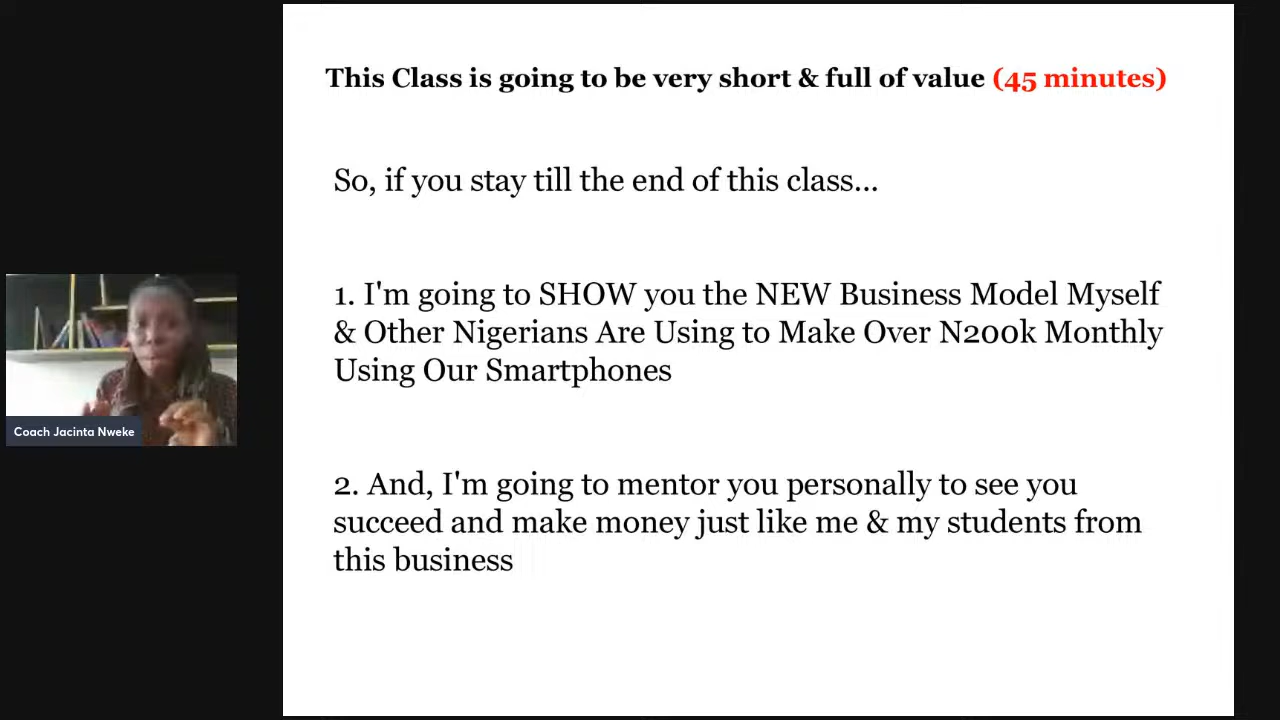 This Class is going to be very short & full of value (45 minutes)
So, if you stay till the end of this class...
1. I'm going to SHOW you the NEW Business Model Myself
& Other Nigerians Are Using to Make Over N200k Monthly
Using Our Smartphones
2. And, I'm going to mentor you personally to see you
succeed and make money just like me & my students from
this business
Coach Jacinta Nweke